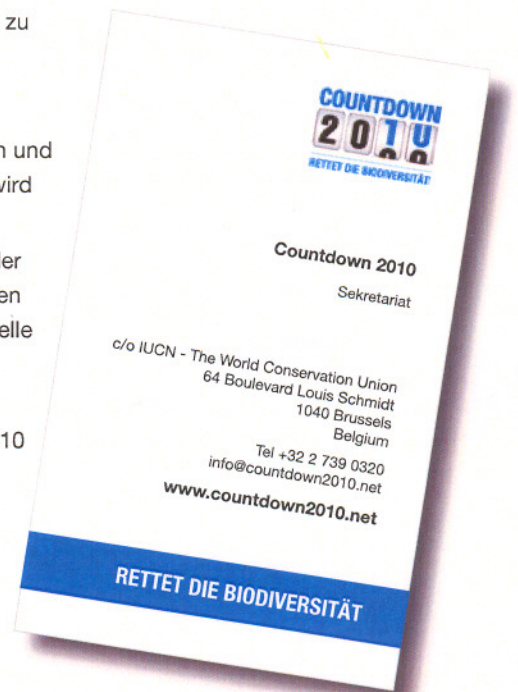 zu
n und
wird
en
elle
10
COUNTDOWN
2010
RETTET DIE BIODIVERSITÄT
Countdown 2010
Sekretariat
c/o IUCN - The World Conservation Union
64 Boulevard Louis Schmidt
1040 Brussels
Belgium
Tel +32 2 739 0320
info@countdown2010.net
www.countdown2010.net
RETTET DIE BIODIVERSITÄT